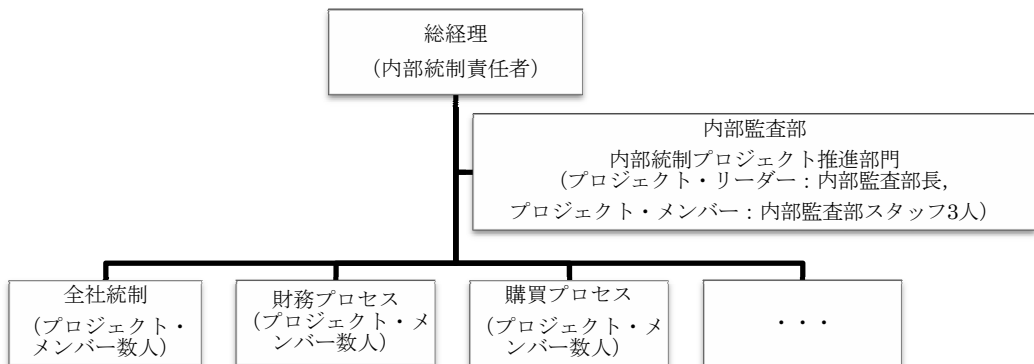 総経理
（内部統制責任者）
内部監査部
内部統制プロジェクト推進部門
（プロジェクト・リーダー：内部監査部長，
プロジェクト・メンバー：内部監査部スタッフ3人）
全社統制
（プロジェクト・
メンバー数人）
財務プロセス
（プロジェクト・メ
ンバー数人）
購買プロセス
（プロジェクト・メ
ンバー数人）
・・・